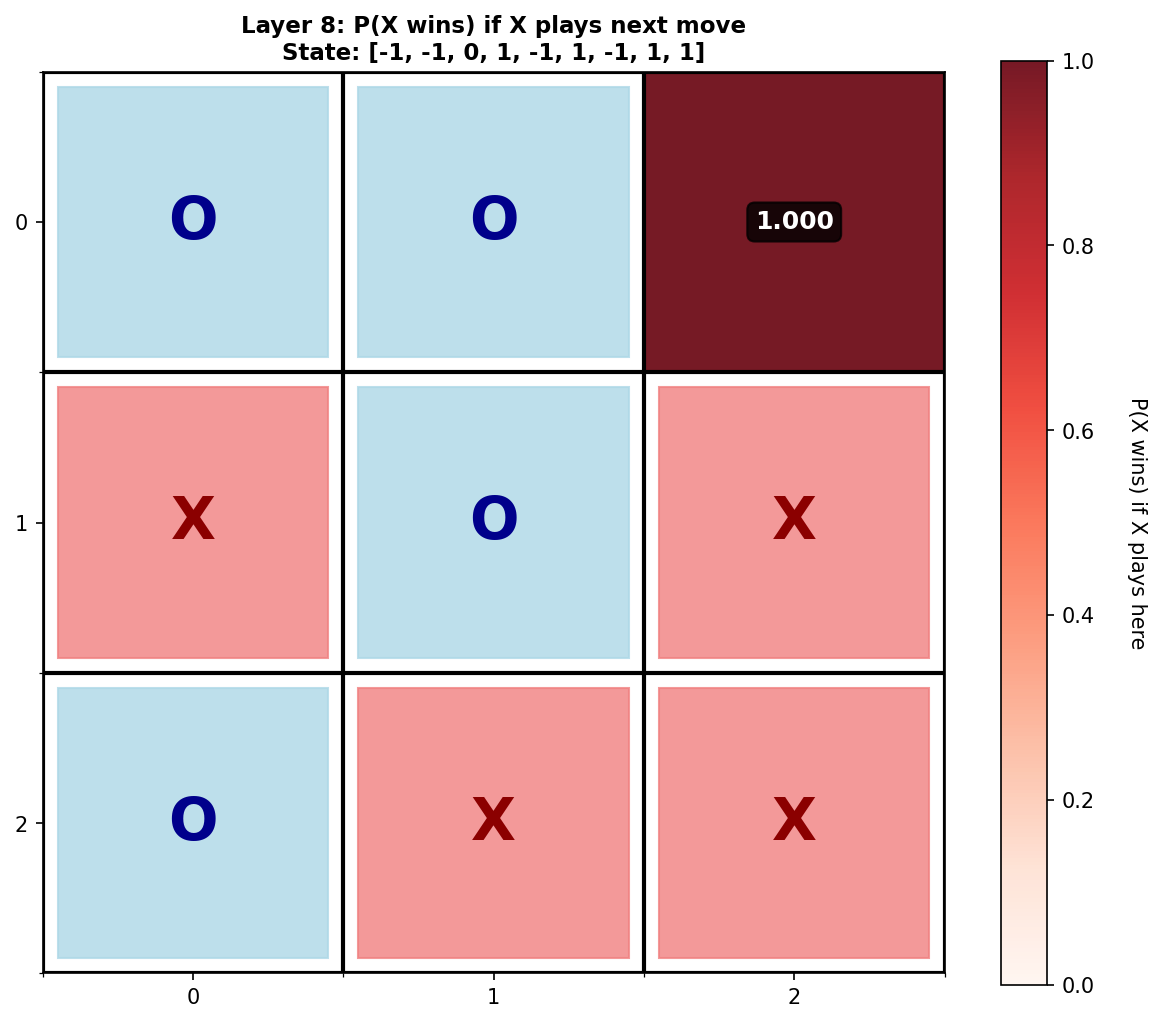 Layer 8: P(X wins) if X plays next move
State: [-1, -1, 0, 1, -1, 1, -1, 1, 1]
0
O
O
1.000
1
X
O
X
2
O
X
X
0
1
2
1.0
0.8
0.6
0.4
0.2
0.0
P(X wins) if X plays here